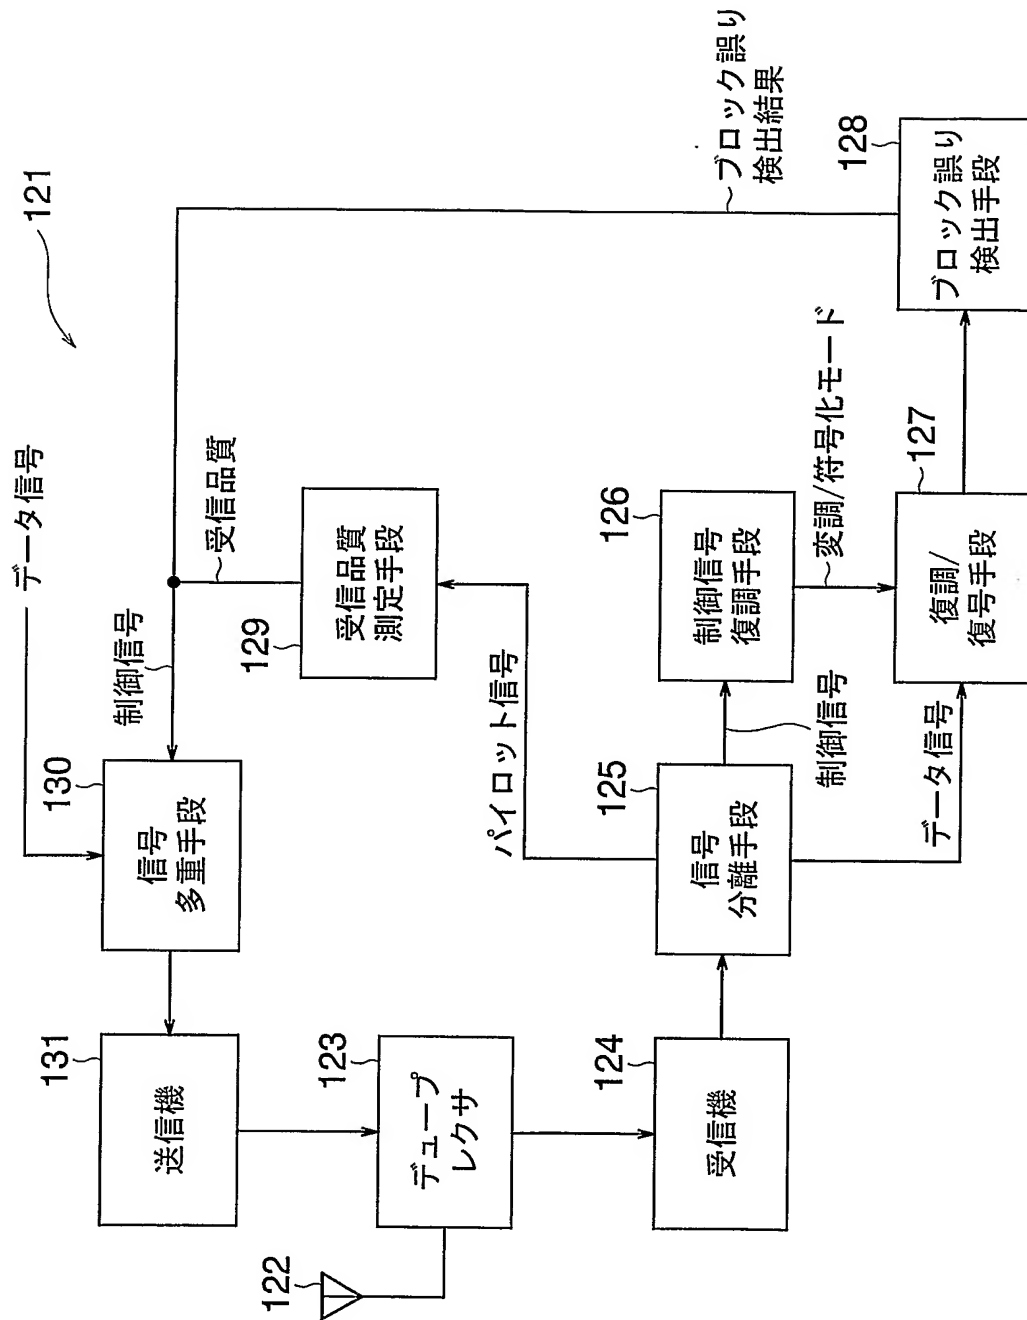 121
データ信号
制御信号
130
信号
多重手段
131
送信機
受信品質
129
受信品質
測定手段
ブロック誤り
検出結果
122
123
デュープ
レクサ
パイロット信号
124
受信機
125
信号
分離手段
制御信号
126
制御信号
復調手段
変調/符号化モード
データ信号
127
復調/
復号手段
128
ブロック誤り
検出手段